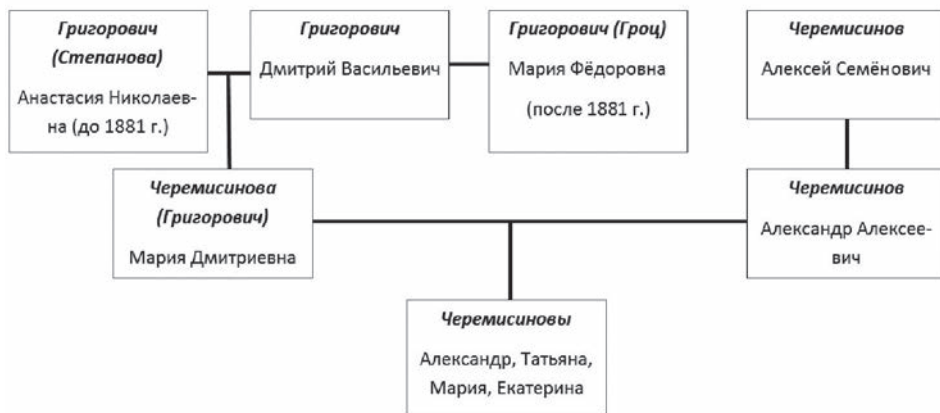 Григорович
(Степанова)
Анастасия Николаев-
на (до 1881 г.)
Григорович
Дмитрий Васильевич
Григорович (Гроц)
Мария Фёдоровна
(после 1881 г.)
Черемисинов
Алексей Семёнович
Черемисинова
(Григорович)
Мария Дмитриевна
Черемисинов
Александр Алексее-
вич
Черемисиновы
Александр, Татьяна,
Мария, Екатерина